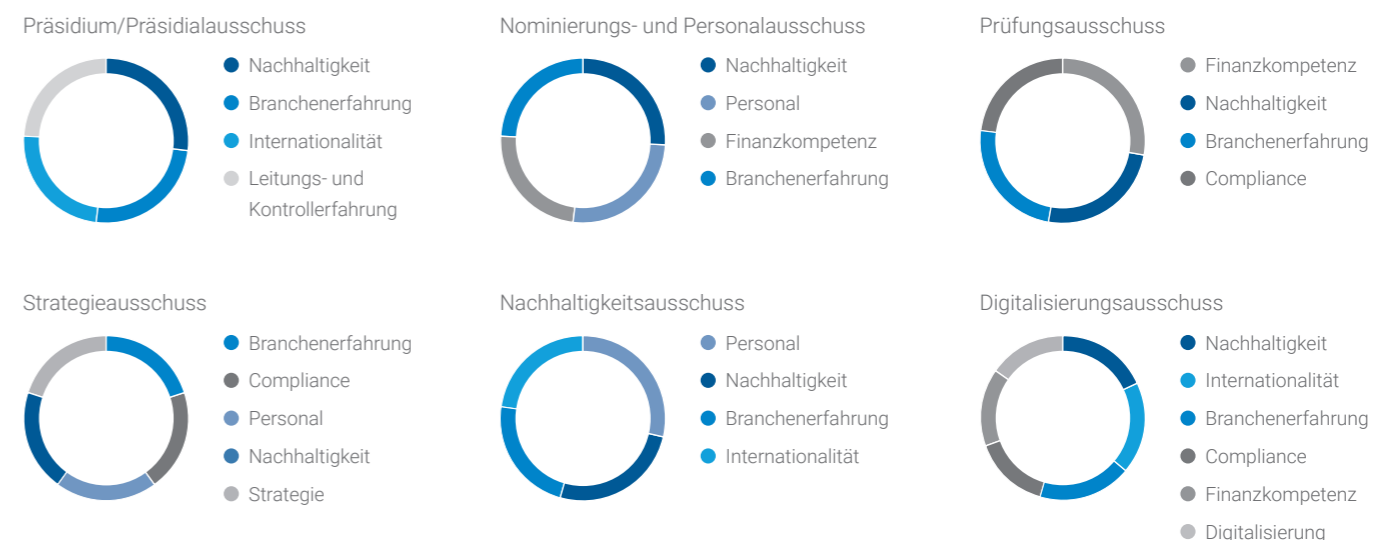 Präsidium/Präsidialausschuss
Nachhaltigkeit
Branchenerfahrung
Internationalität
Leitungs- und
Kontrollerfahrung
Nominierungs- und Personalausschuss
Nachhaltigkeit
Personal
Finanzkompetenz
Branchenerfahrung
Prüfungsausschuss
Finanzkompetenz
Nachhaltigkeit
Branchenerfahrung
Compliance
Strategieausschuss
Branchenerfahrung
Compliance
Personal
Nachhaltigkeit
Strategie
Nachhaltigkeitsausschuss
Personal
Nachhaltigkeit
Branchenerfahrung
Internationalität
Digitalisierungsausschuss
Nachhaltigkeit
Internationalität
Branchenerfahrung
Compliance
Finanzkompetenz
Digitalisierung